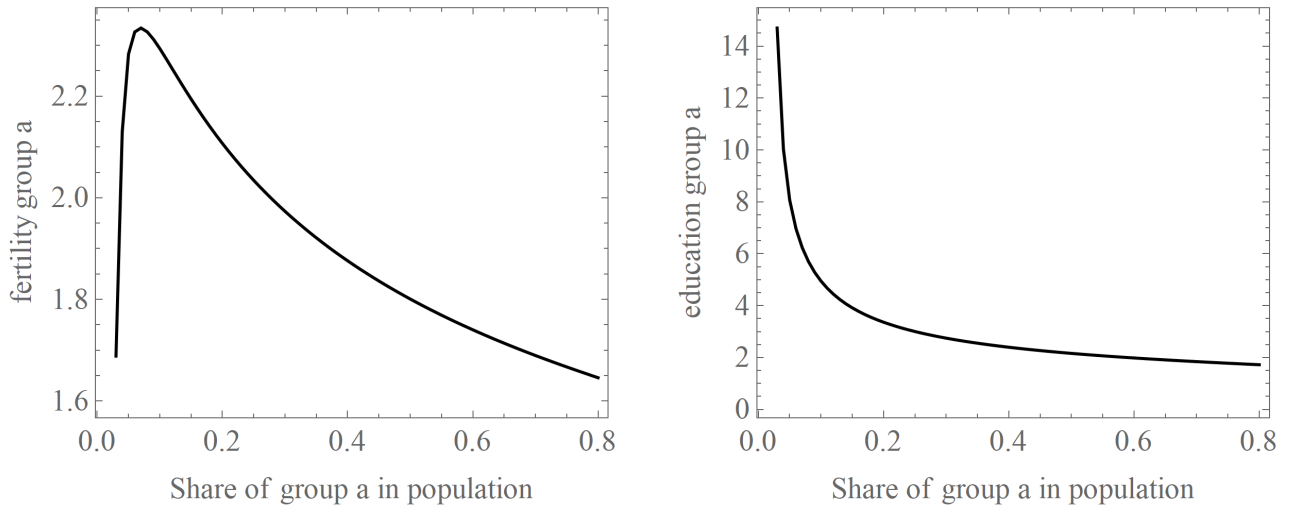 fertility group a
2.2
2.0
1.8
1.6
0.0 0.2 0.4 0.6 0.8
Share of group a in population
education group a
14
12
10
8
6
4
2
0
0.0 0.2 0.4 0.6 0.8
Share of group a in population